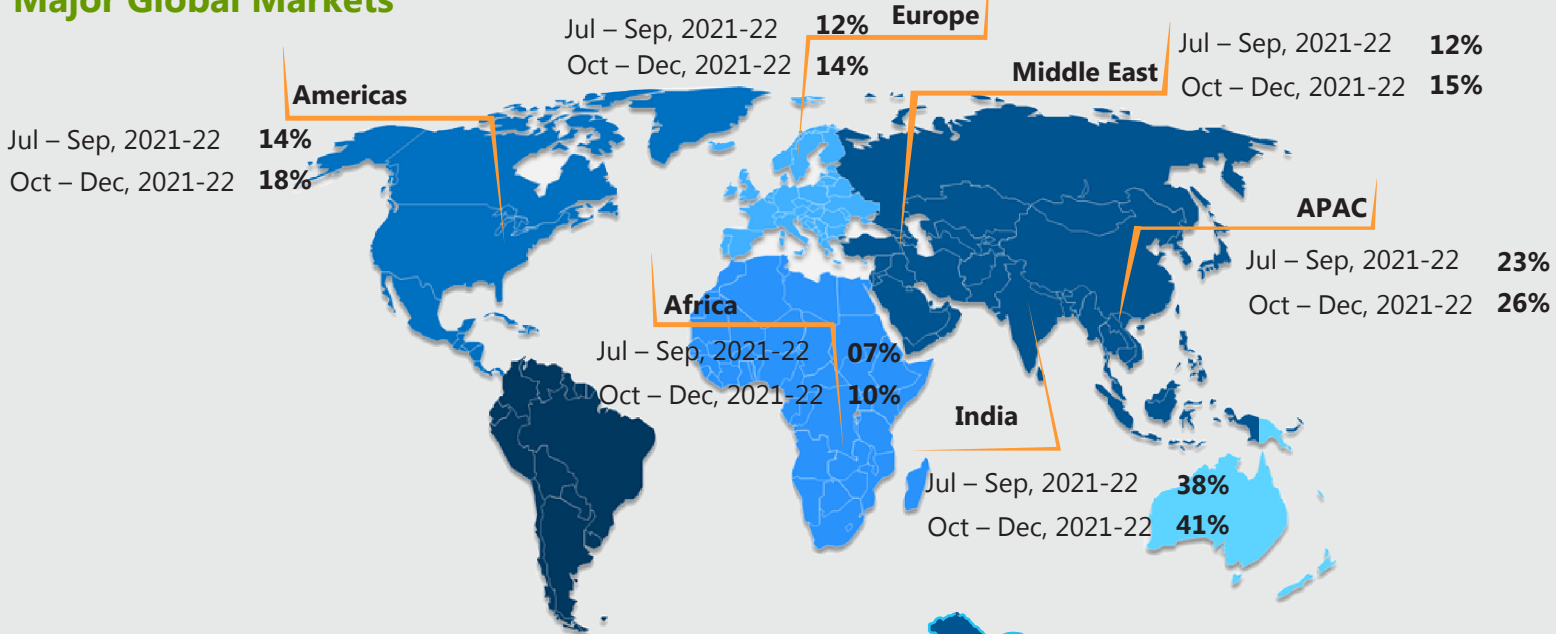 Major Global Markets
Europe
Jul – Sep, 2021-22 12%
Oct – Dec, 2021-22 14%
Middle East
Jul – Sep, 2021-22 12%
Oct – Dec, 2021-22 15%
Americas
Jul – Sep, 2021-22 14%
Oct – Dec, 2021-22 18%
APAC
Jul – Sep, 2021-22 23%
Oct – Dec, 2021-22 26%
Africa
Jul – Sep, 2021-22 07%
Oct – Dec, 2021-22 10%
India
Jul – Sep, 2021-22 38%
Oct – Dec, 2021-22 41%